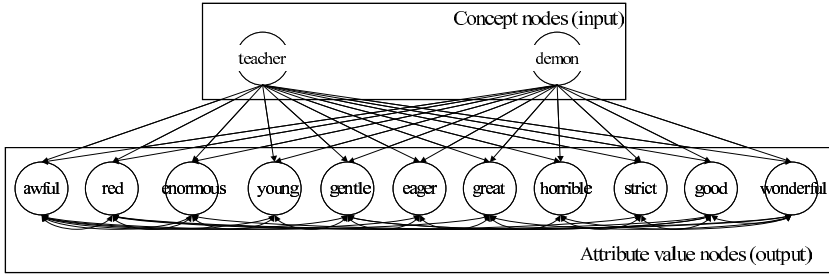 Concept nodes (input)
teacher demon
awful red enormous young gentle eager great horrible strict good wonderful
Attribute value nodes (output)